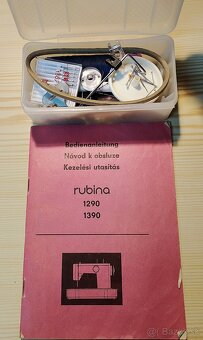 Bedienanleitung
Návod k obsluze
Kezelési utasítás
rubina
1290
1390